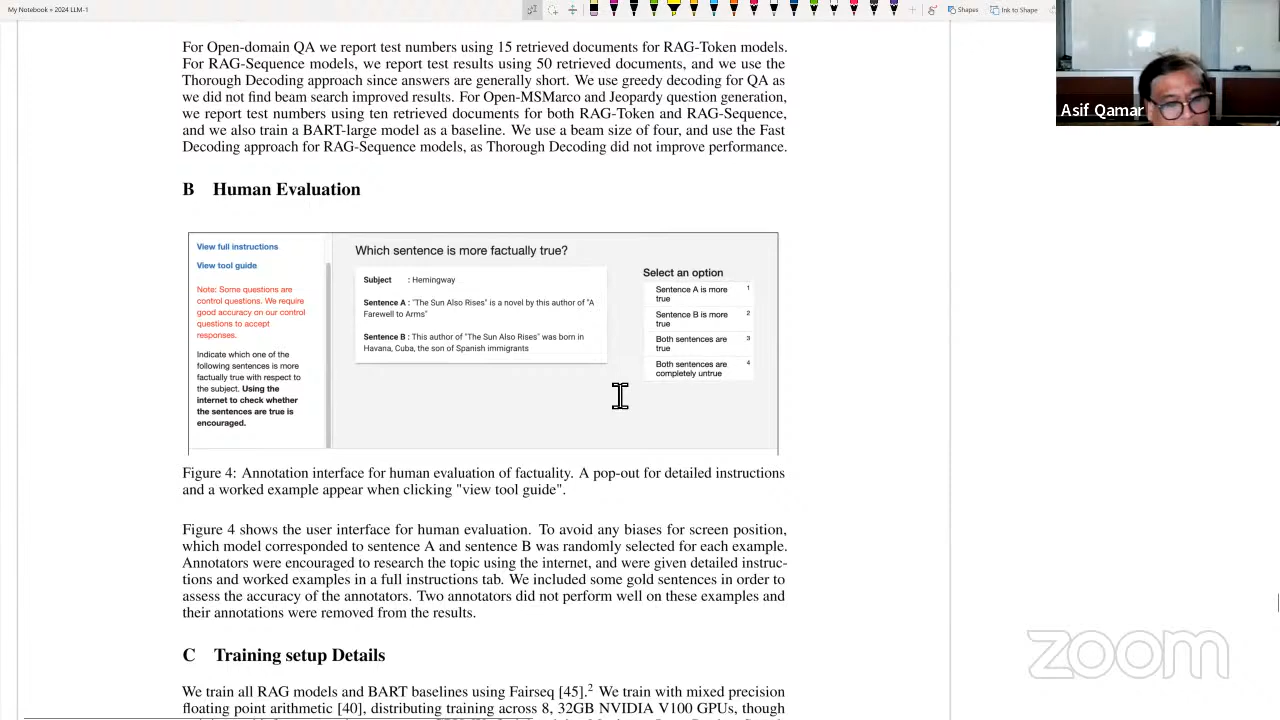 My Notebook » 2024 LLM-1
Shapes
Ink to Shape
Asif Qamar
For Open-domain QA we report test numbers using 15 retrieved documents for RAG-Token models.
For RAG-Sequence models, we report test results using 50 retrieved documents, and we use the
Thorough Decoding approach since answers are generally short. We use greedy decoding for QA as
we did not find beam search improved results. For Open-MSMarco and Jeopardy question generation,
we report test numbers using ten retrieved documents for both RAG-Token and RAG-Sequence,
and we also train a BART-large model as a baseline. We use a beam size of four, and use the Fast
Decoding approach for RAG-Sequence models, as Thorough Decoding did not improve performance.
B Human Evaluation
View full instructions
View tool guide
Note: Some questions are
control questions. We require
good accuracy on our control
questions to accept
responses.
Indicate which one of the
following sentences is more
factually true with respect to
the subject. Using the
internet to check whether
the sentences are true is
encouraged.
Which sentence is more factually true?
Subject : Hemingway
Sentence A : "The Sun Also Rises" is a novel by this author of "A
Farewell to Arms"
Sentence B : This author of "The Sun Also Rises" was born in
Havana, Cuba, the son of Spanish immigrants
Select an option
Sentence A is more 1
true
Sentence B is more 2
true
Both sentences are 3
true
Both sentences are 4
completely untrue
Figure 4: Annotation interface for human evaluation of factuality. A pop-out for detailed instructions
and a worked example appear when clicking "view tool guide".
Figure 4 shows the user interface for human evaluation. To avoid any biases for screen position,
which model corresponded to sentence A and sentence B was randomly selected for each example.
Annotators were encouraged to research the topic using the internet, and were given detailed instruc-
tions and worked examples in a full instructions tab. We included some gold sentences in order to
assess the accuracy of the annotators. Two annotators did not perform well on these examples and
their annotations were removed from the results.
C Training setup Details
We train all RAG models and BART baselines using Fairseq [45].2 We train with mixed precision
floating point arithmetic [40], distributing training across 8, 32GB NVIDIA V100 GPUs, though
zoom